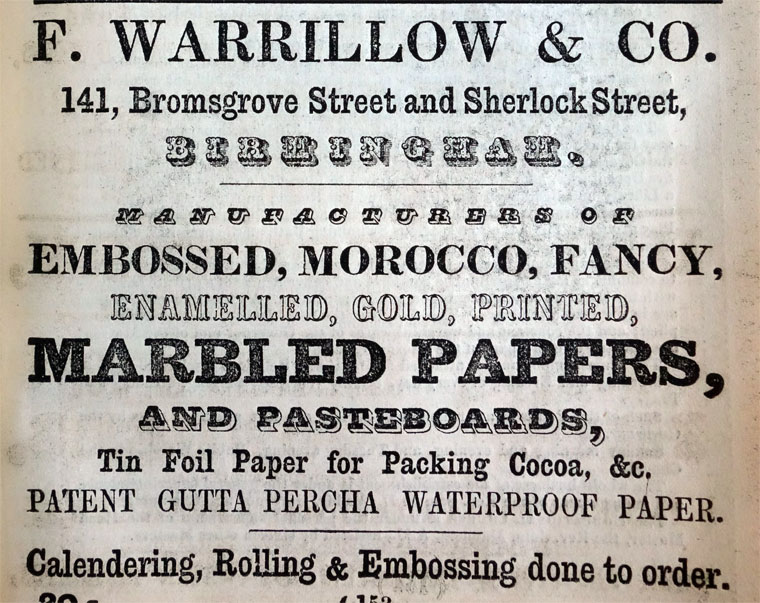 F. WARRILLOW & CO.
141, Bromsgrove Street and Sherlock Street,
BIRMINGHAM.
MANUFACTURERS OF
EMBOSSED, MOROCCO, FANCY,
ENAMELLED, GOLD, PRINTED,
MARBLED PAPERS,
AND PASTEBOARDS,
Tin Foil Paper for Packing Cocoa, &c.
PATENT GUTTA PERCHA WATERPROOF PAPER.
Calendering, Rolling & Embossing done to order.